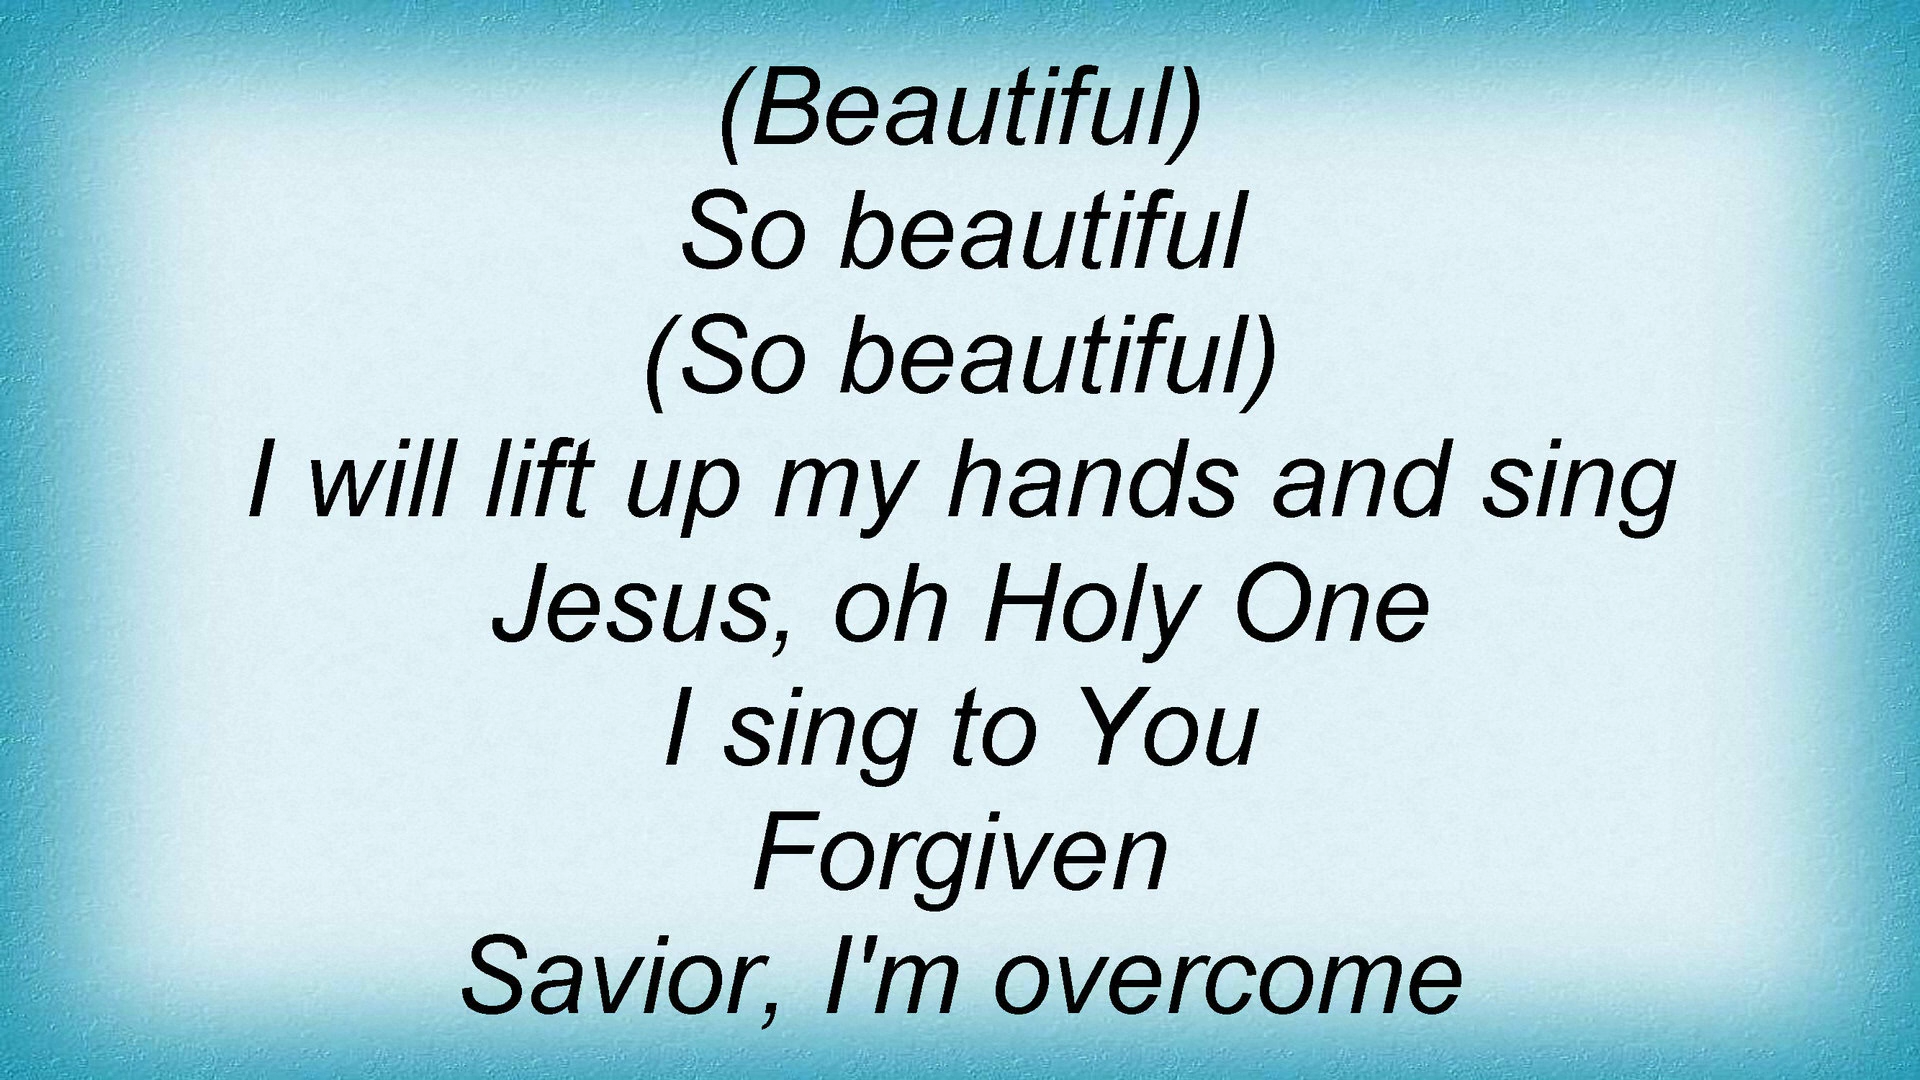 (Beautiful)
So beautiful
(So beautiful)
I will lift up my hands and sing
Jesus, oh Holy One
I sing to You
Forgiven
Savior, I'm overcome